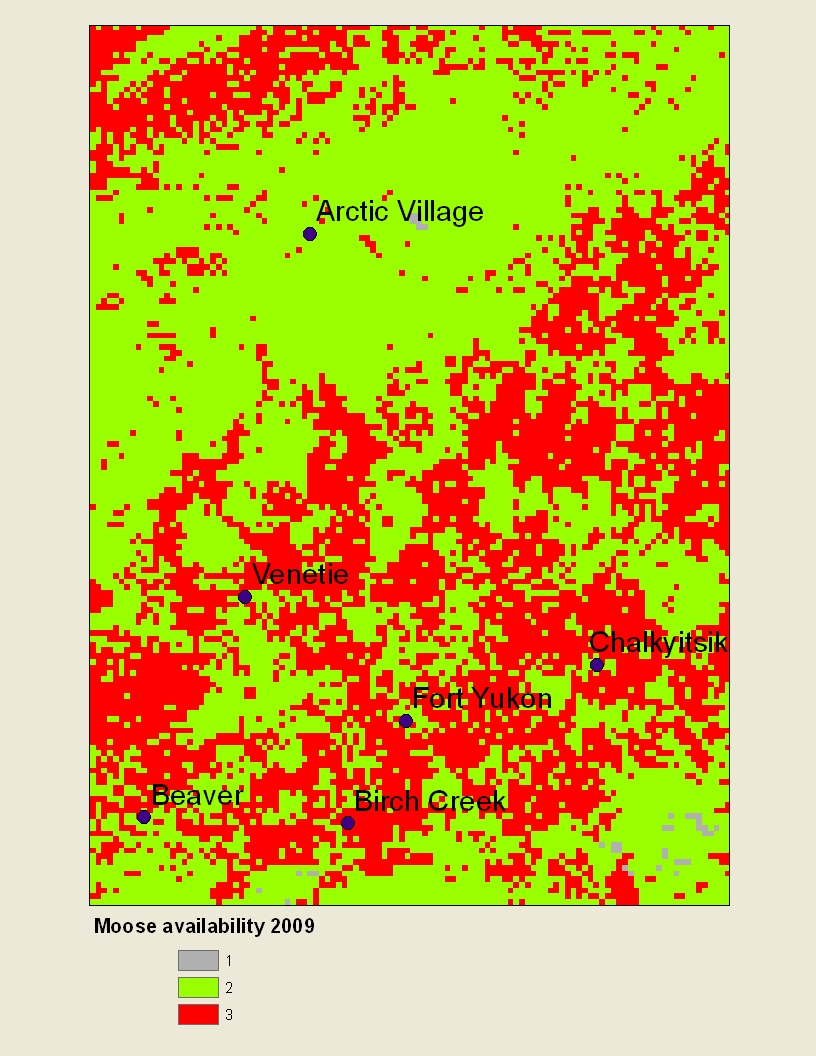 Arctic Village
Venetie
Chalkyitsik
Fort Yukon
Beaver
Birch Creek
Moose availability 2009
1
2
3